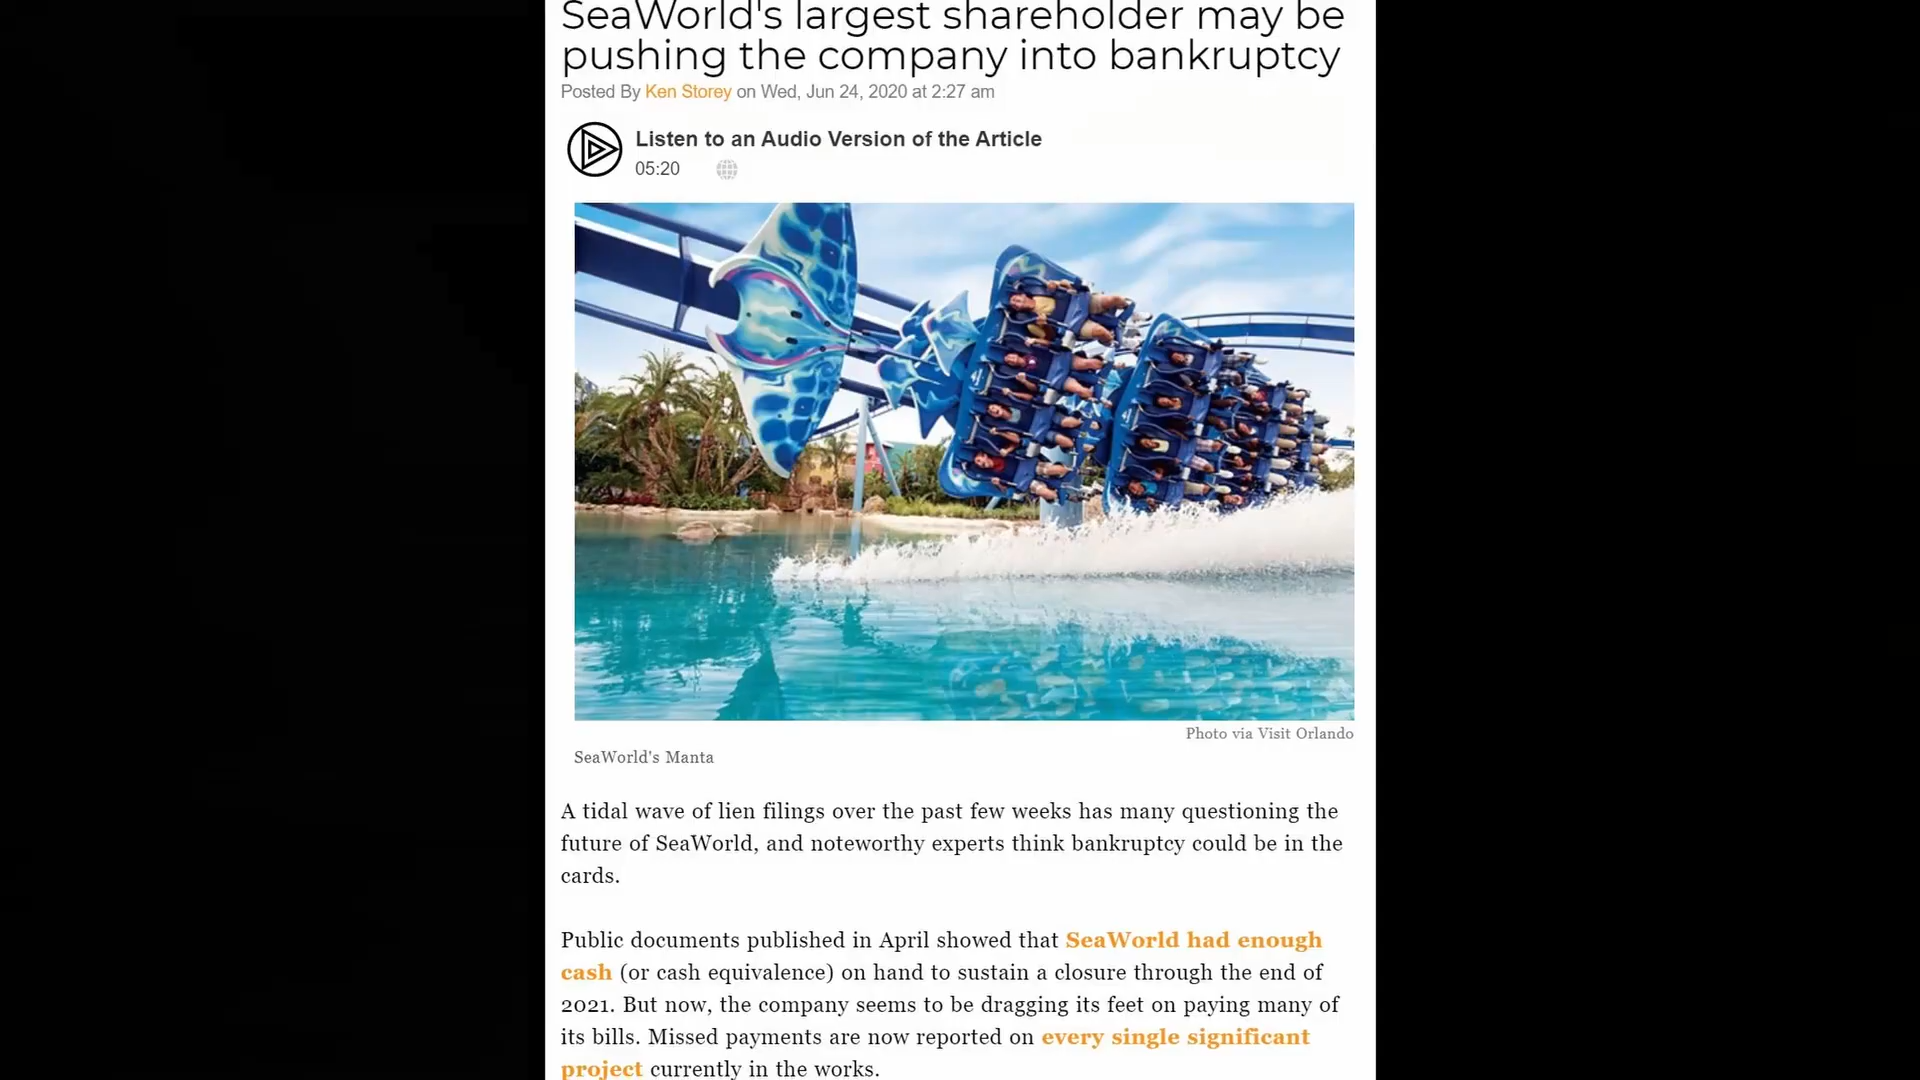 SeaWorld's largest shareholder may be
pushing the company into bankruptcy
Posted By Ken Storey on Wed, Jun 24, 2020 at 2:27 am
Listen to an Audio Version of the Article
05:20
Photo via Visit Orlando
SeaWorld's Manta
A tidal wave of lien filings over the past few weeks has many questioning the
future of SeaWorld, and noteworthy experts think bankruptcy could be in the
cards.
Public documents published in April showed that SeaWorld had enough
cash (or cash equivalence) on hand to sustain a closure through the end of
2021. But now, the company seems to be dragging its feet on paying many of
its bills. Missed payments are now reported on every single significant
project currently in the works.